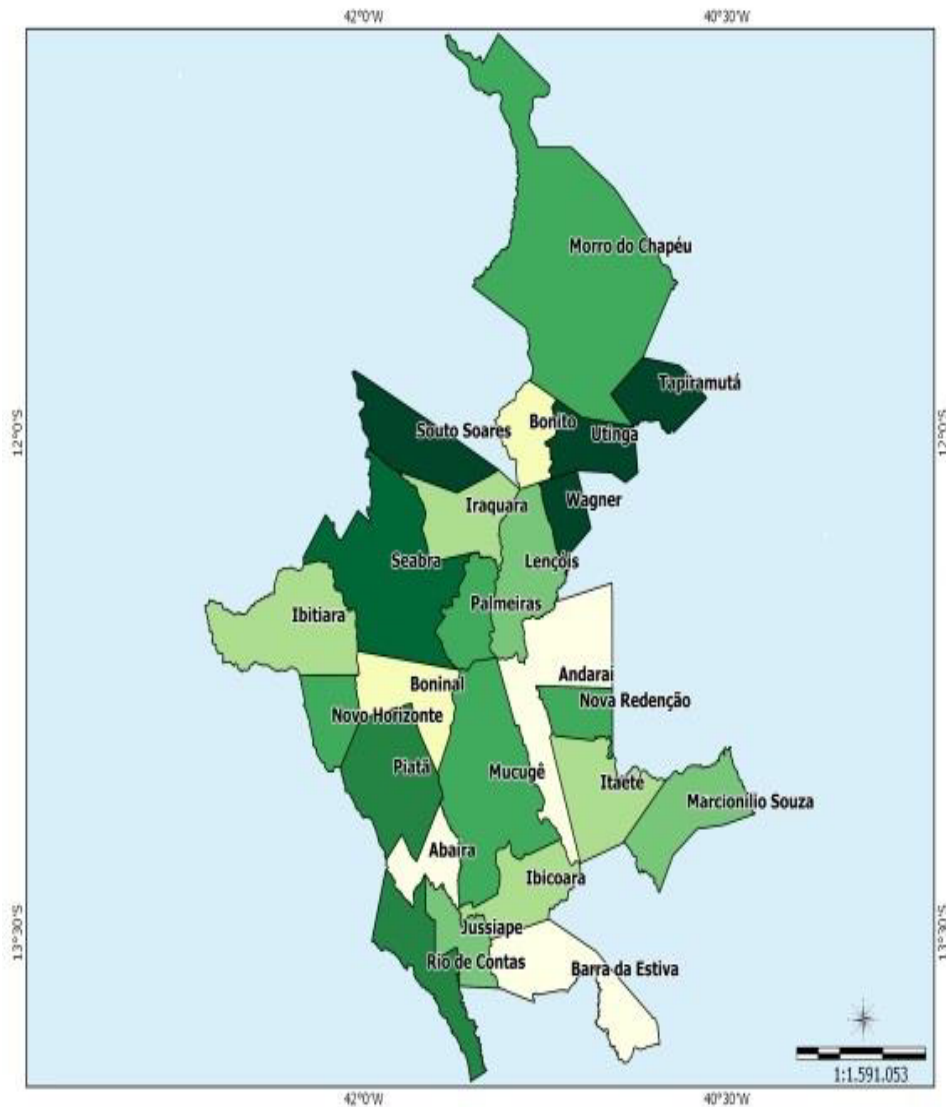 42°0'W
40°30'W
Morro do Chapéu
Tapiramutá
12°0'S
Souto Soares
Bonito
Utinga
12°0'S
Iraquara
Wagner
Seabra
Lençóis
Ibitiara
Palmeiras
Andaraí
Boninal
Nova Redenção
Novo Horizonte
Piatã
Mucugê
Itaetê
Marcionílio Souza
Abaíra
Ibicoara
13°30'S
Jussiape
13°30'S
Rio de Contas
Barra da Estiva
1:1.591.053
42°0'W
40°30'W